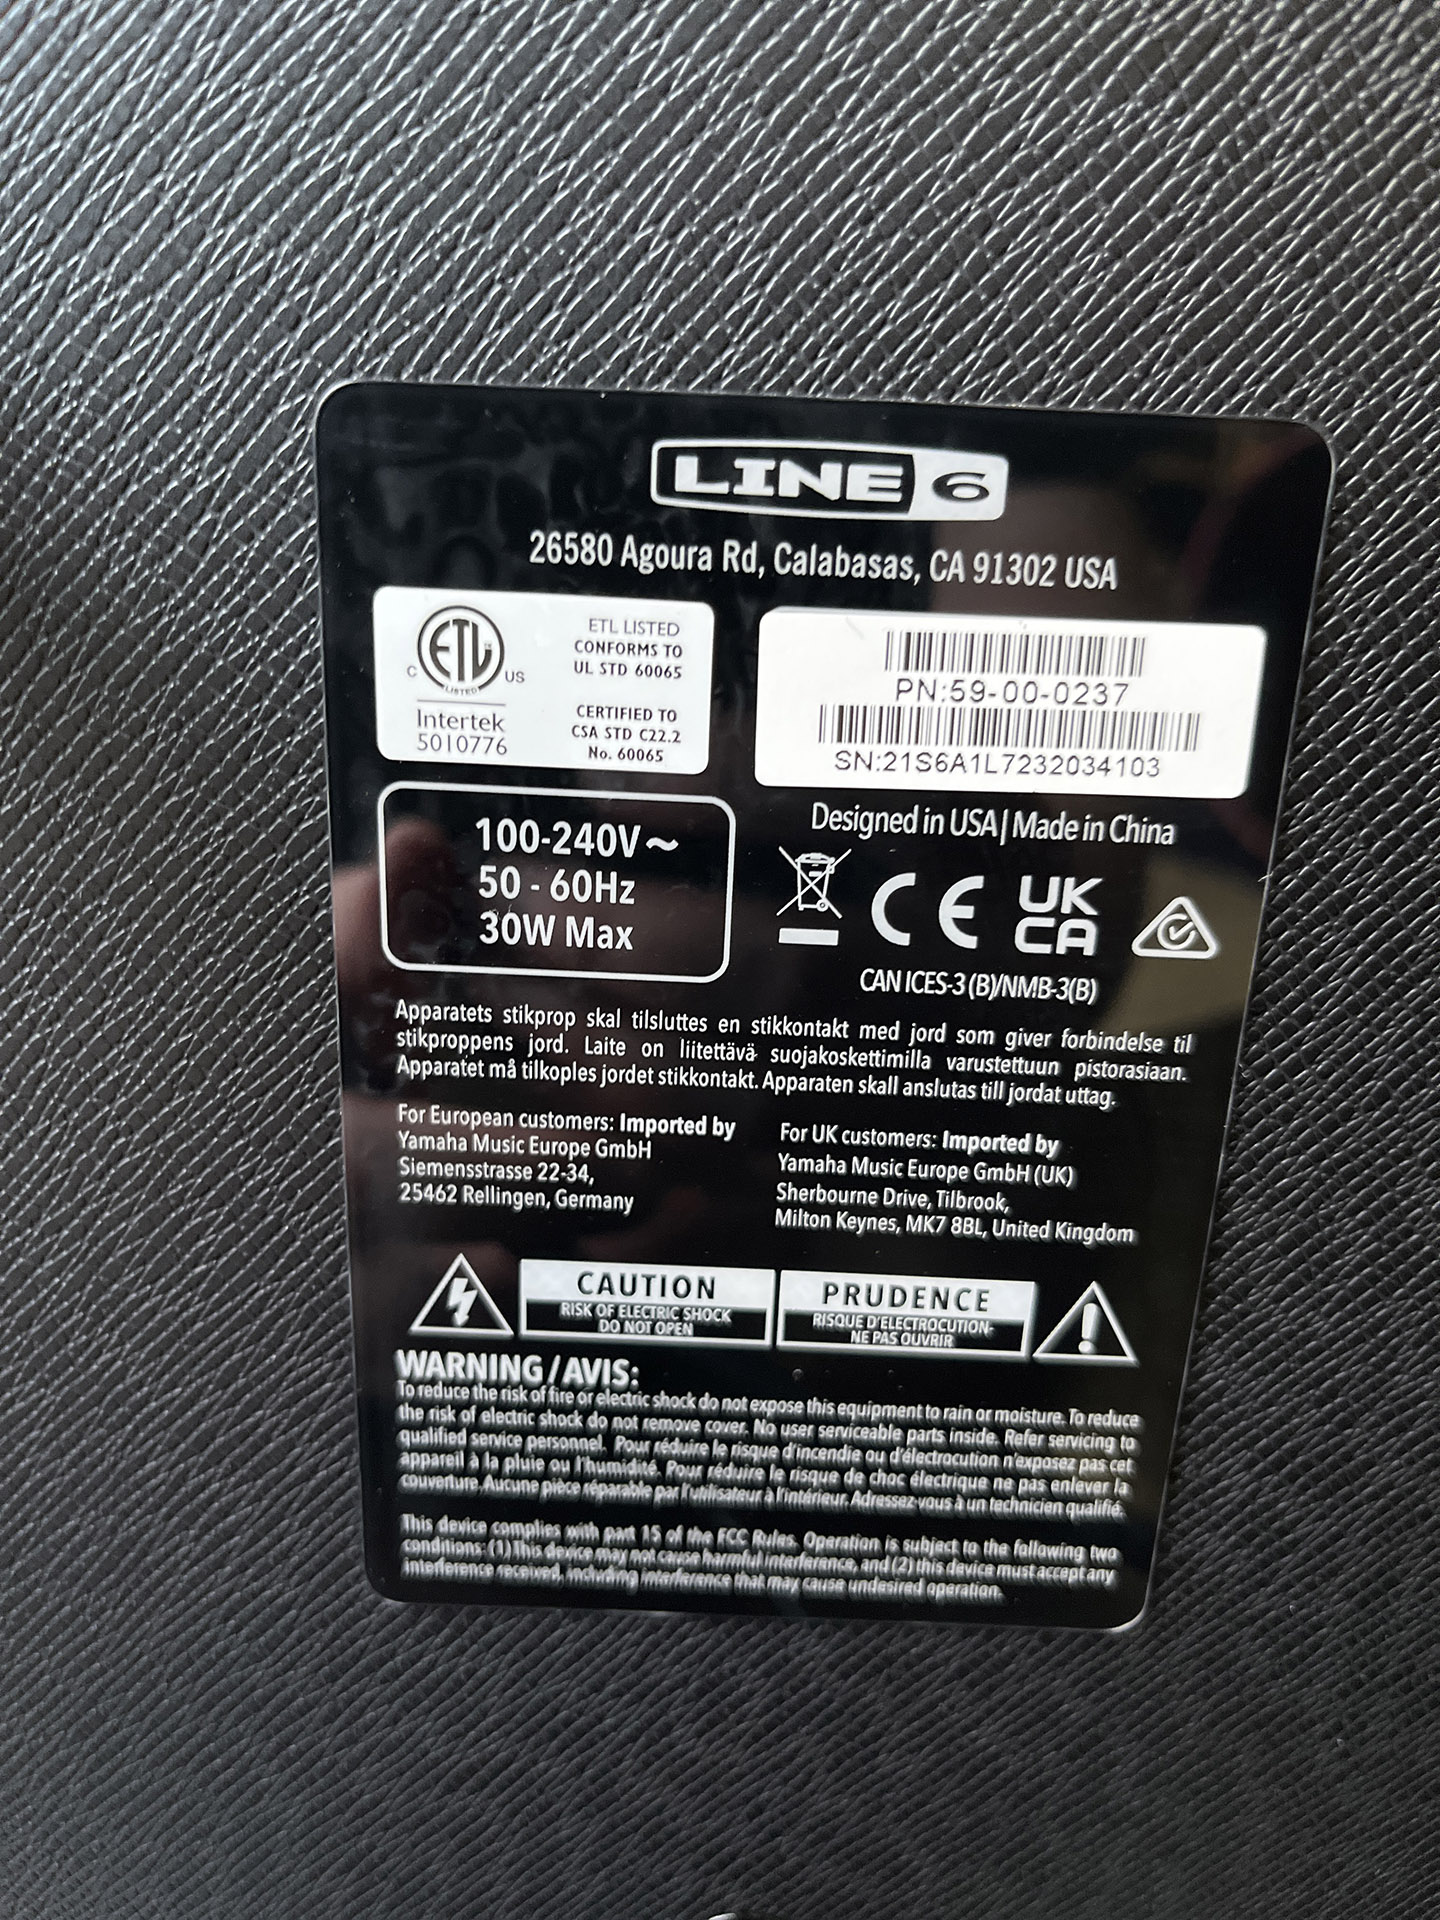 LINE 6
26580 Agoura Rd, Calabasas, CA 91302 USA
ETL
LISTED
C
US
Intertek
5010776
ETL LISTED
CONFORMS TO
UL STD 60065
CERTIFIED TO
CSA STD C22.2
No. 60065
PN:59-00-0237
SN:21S6A1L7232034103
100-240V~
50 - 60Hz
30W Max
Designed in USA | Made in China
CE
UK
CA
CAN ICES-3 (B)/NMB-3(B)
Apparatets stikprop skal tilsluttes en stikkontakt med jord som giver forbindelse til
stikproppens jord. Laite on liitettävä suojakoskettimilla varustettuun pistorasiaan.
Apparatet må tilkoples jordet stikkontakt. Apparaten skall anslutas till jordat uttag.
For European customers: Imported by
Yamaha Music Europe GmbH
Siemensstrasse 22-34,
25462 Rellingen, Germany
For UK customers: Imported by
Yamaha Music Europe GmbH (UK)
Sherbourne Drive, Tilbrook,
Milton Keynes, MK7 8BL, United Kingdom
CAUTION
RISK OF ELECTRIC SHOCK
DO NOT OPEN
PRUDENCE
RISQUE D'ELECTROCUTION-
NE PAS OUVRIR
WARNING/AVIS:
To reduce the risk of fire or electric shock do not expose this equipment to rain or moisture. To reduce
the risk of electric shock do not remove cover. No user serviceable parts inside. Refer servicing to
qualified service personnel. Pour réduire le risque d'incendie ou d'électrocution n'exposez pas cet
appareil à la pluie ou l'humidité. Pour réduire le risque de choc électrique ne pas enlever la
couverture. Aucune pièce réparable par l'utilisateur à l'intérieur. Adressez-vous à un technicien qualifié.
This device complies with part 15 of the FCC Rules. Operation is subject to the following two
conditions: (1) This device may not cause harmful interference, and (2) this device must accept any
interference received, including interference that may cause undesired operation.